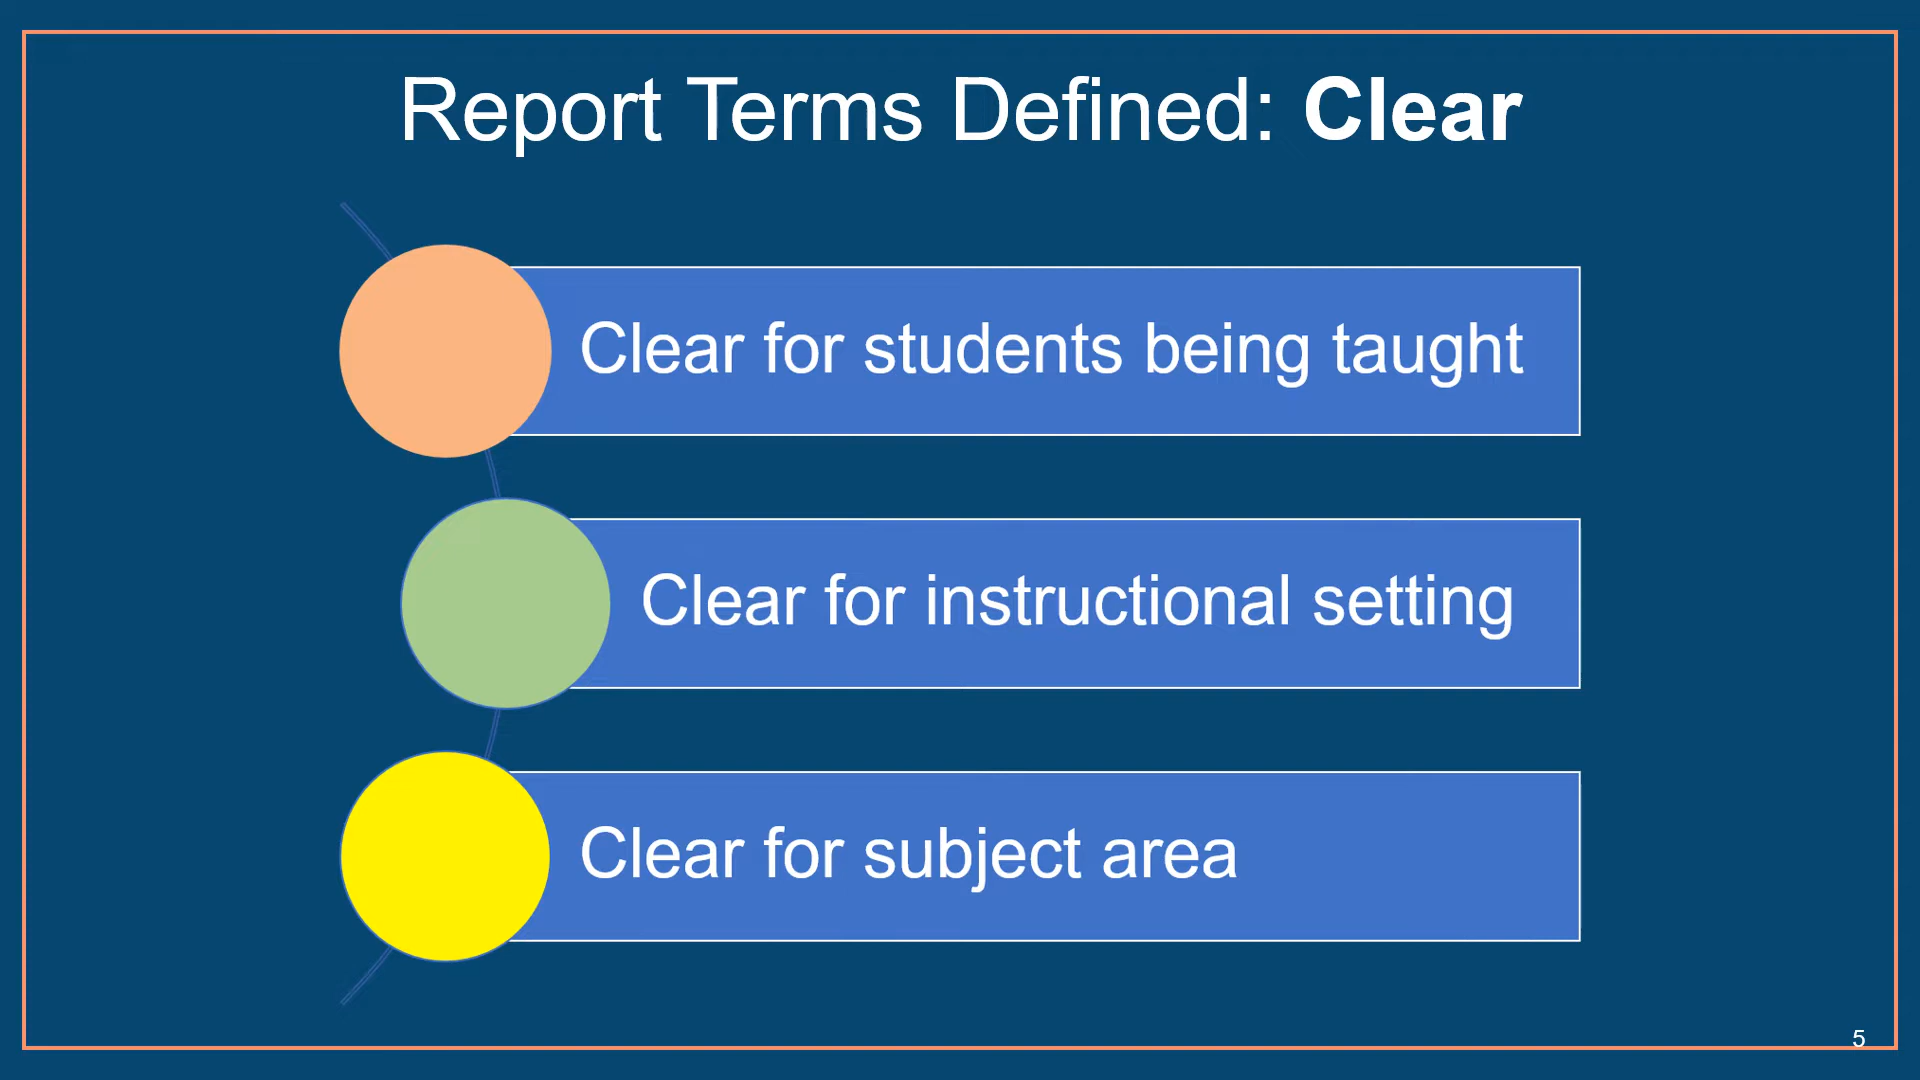 Report Terms Defined: Clear
Clear for students being taught
Clear for instructional setting
Clear for subject area
5